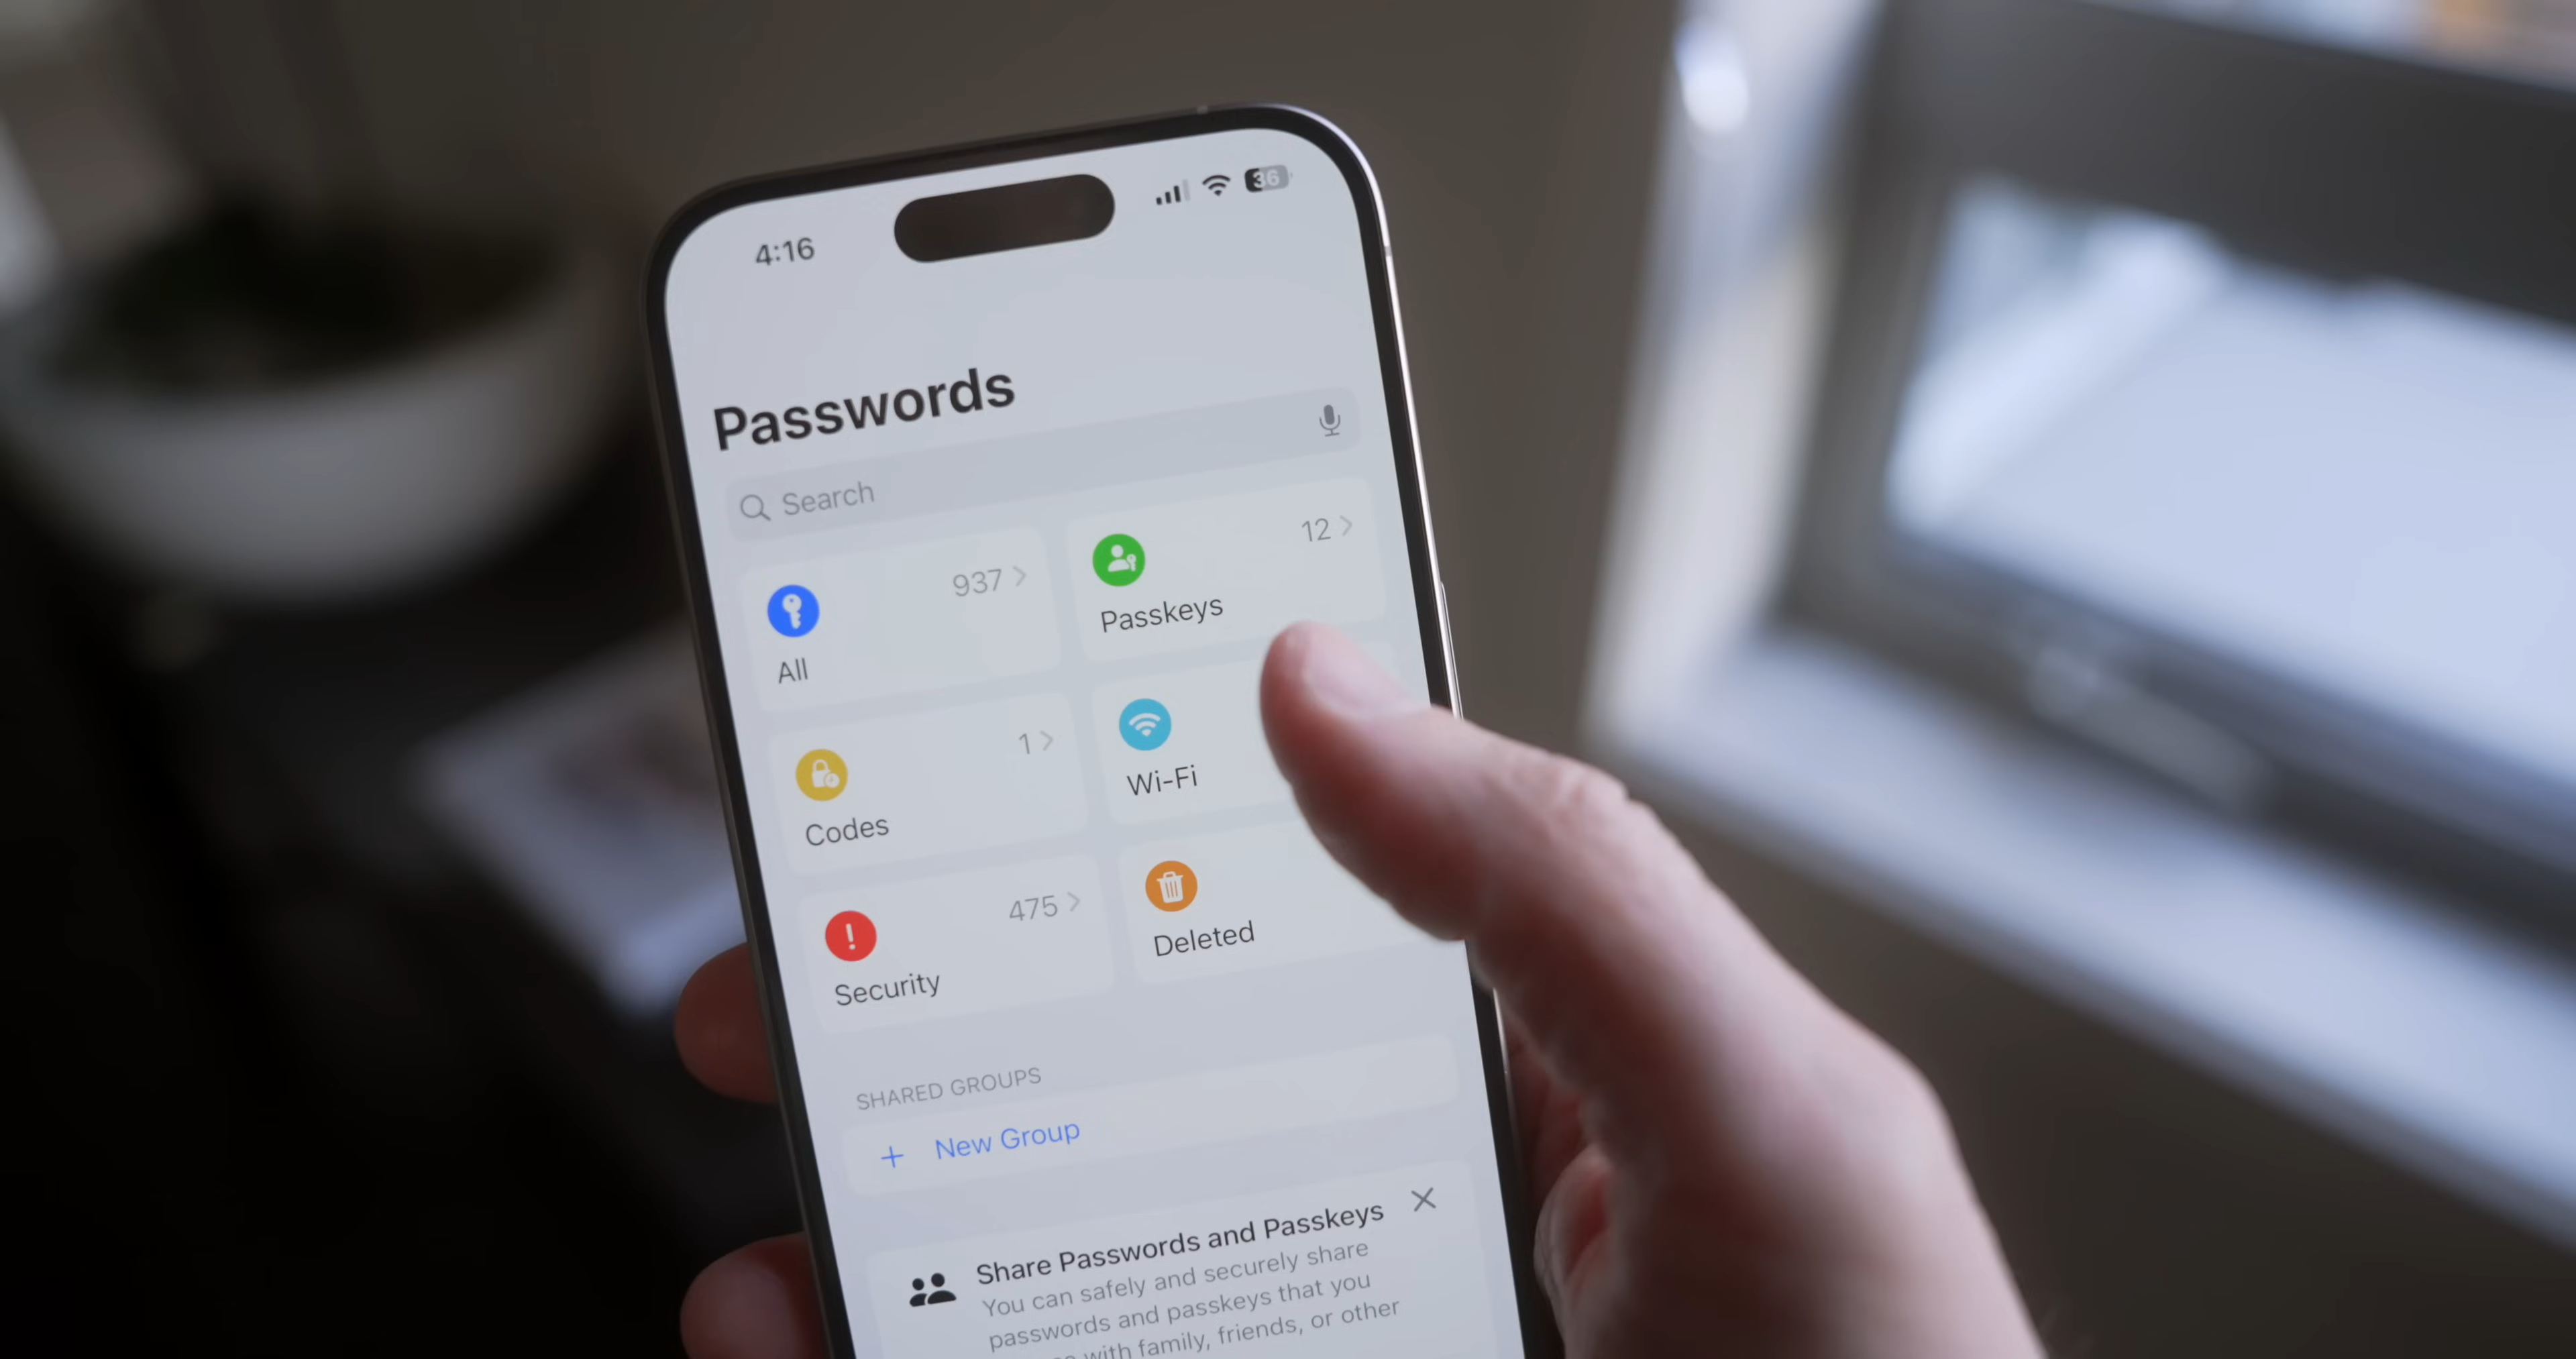 4:16
36
Passwords
Search
937
All
12
Passkeys
1
Codes
Wi-Fi
475
Security
Deleted
SHARED GROUPS
+ New Group
Share Passwords and Passkeys
You can safely and securely share
passwords and passkeys that you
with family, friends, or other